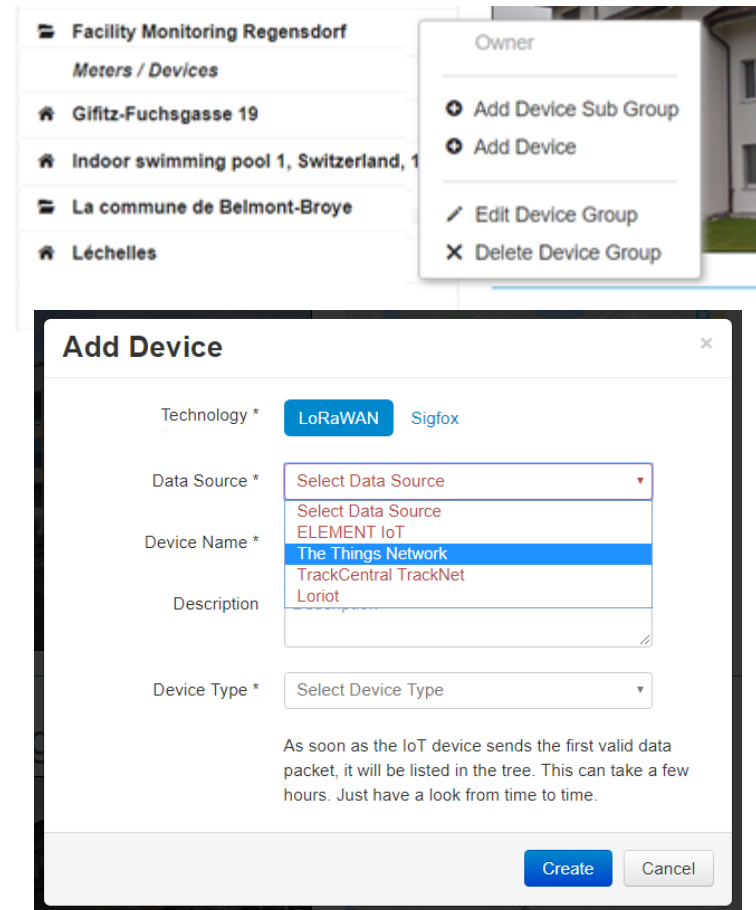 Facility Monitoring Regensdorf
Meters / Devices
Gifitz-Fuchsgasse 19
Indoor swimming pool 1, Switzerland, 1
La commune de Belmont-Broye
Léchelles
Owner
Add Device Sub Group
Add Device
Edit Device Group
Delete Device Group
Add Device
×
Technology *
LoRaWAN
Sigfox
Data Source *
Select Data Source
Select Data Source
ELEMENT IoT
The Things Network
TrackCentral TrackNet
Loriot
Device Name *
Description
Device Type *
Select Device Type
As soon as the IoT device sends the first valid data
packet, it will be listed in the tree. This can take a few
hours. Just have a look from time to time.
Create
Cancel